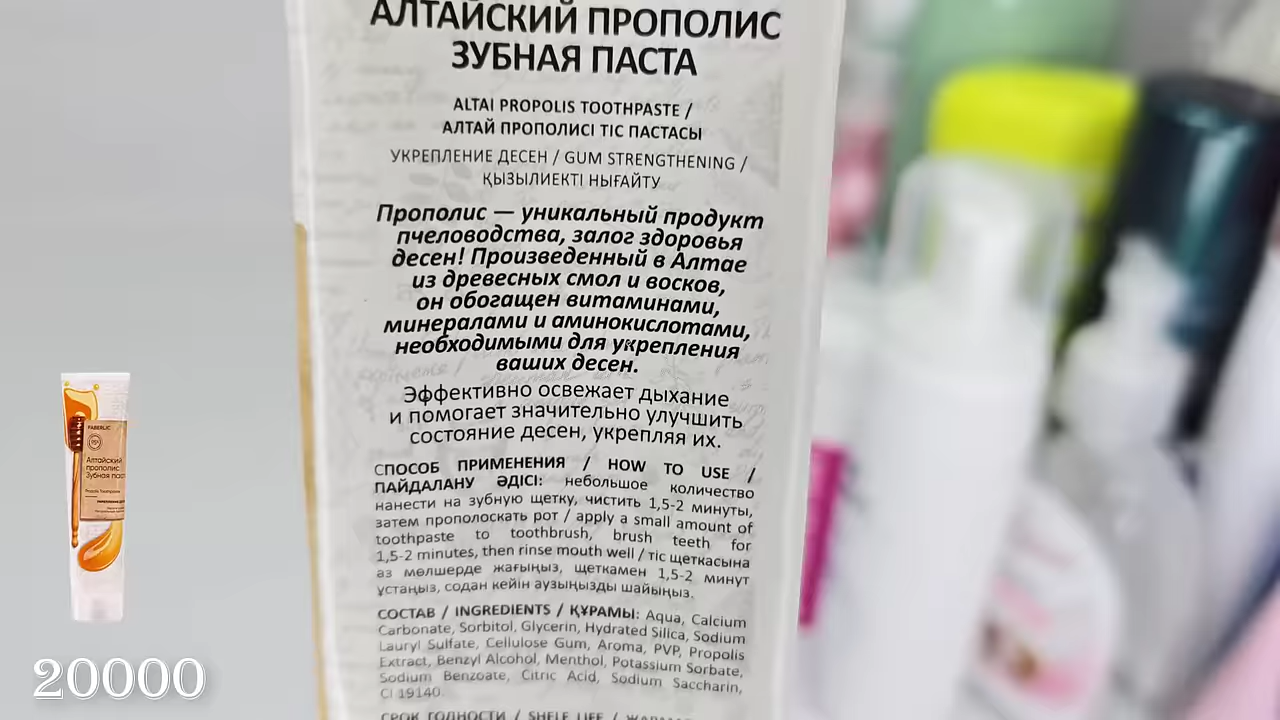 АЛТАЙСКИЙ ПРОПОЛИС
ЗУБНАЯ ПАСТА
ALTAI PROPOLIS TOOTHPASTE /
АЛТАЙ ПРОПОЛИСІ ТІС ПАСТАСЫ
УКРЕПЛЕНИЕ ДЕСЕН / GUM STRENGTHENING /
ҚЫЗЫЛИЕКТІ НЫҒАЙТУ
Прополис — уникальный продукт
пчеловодства, залог здоровья
десен! Произведенный в Алтае
из древесных смол и восков,
он обогащен витаминами,
минералами и аминокислотами,
необходимыми для укрепления
ваших десен.
Эффективно освежает дыхание
и помогает значительно улучшить
состояние десен, укрепляя их.
СПОСОБ ПРИМЕНЕНИЯ / HOW TO USE /
ПАЙДАЛАНУ ӘДІСІ: небольшое количество
нанести на зубную щетку, чистить 1,5-2 минуты,
затем прополоскать рот / apply a small amount of
toothpaste to toothbrush, brush teeth for
1,5-2 minutes, then rinse mouth well / тіс щеткасына
аз мөлшерде жағыңыз, щеткамен 1,5-2 минут
ұстаңыз, содан кейін аузыңызды шайыңыз.
СОСТАВ / INGREDIENTS / ҚҰРАМЫ: Aqua, Calcium
Carbonate, Sorbitol, Glycerin, Hydrated Silica, Sodium
Lauryl Sulfate, Cellulose Gum, Aroma, PVP, Propolis
Extract, Benzyl Alcohol, Menthol, Potassium Sorbate,
Sodium Benzoate, Citric Acid, Sodium Saccharin,
CI 19140.
СРОК ГОДНОСТИ / SHELF LIFE /
FABERLIC
Алтайский
прополис
Зубная паста
20000